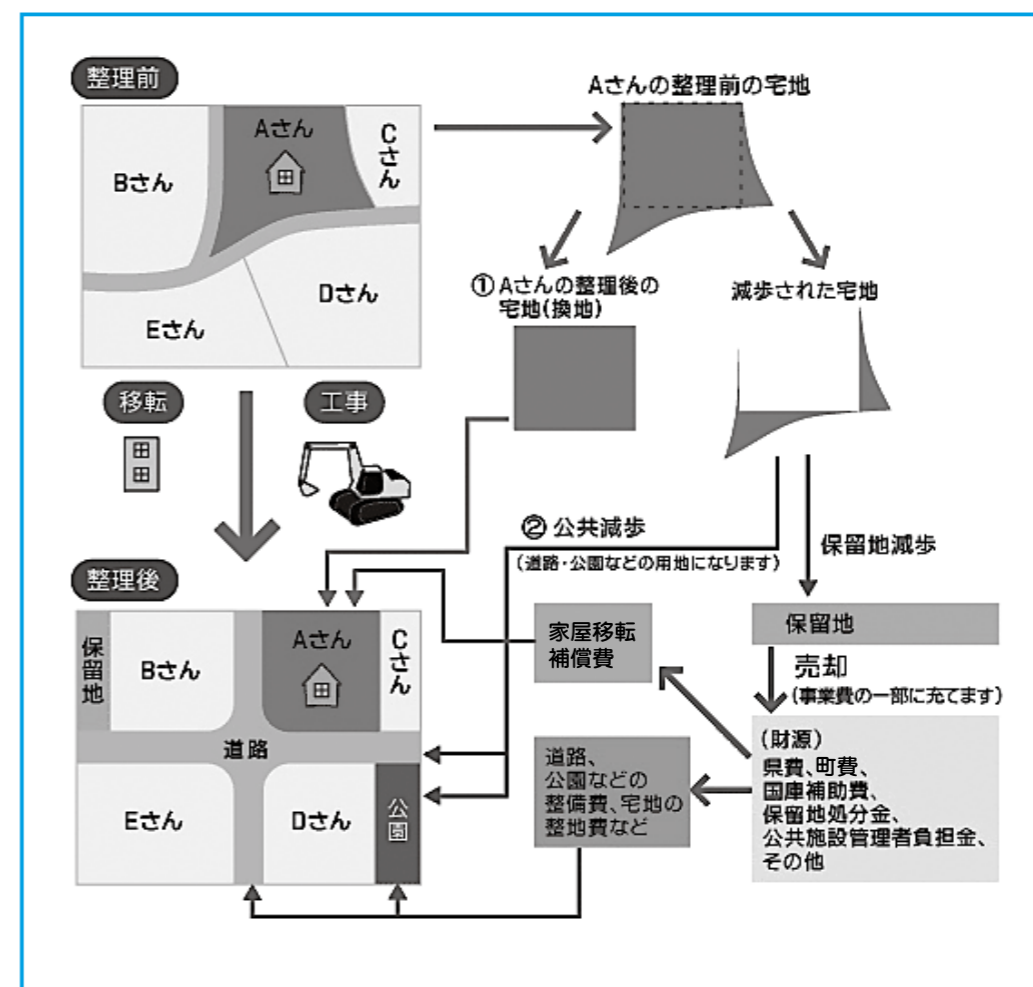 整理前
Aさん
Bさん
Cさん
Dさん
Eさん
Aさんの整理前の宅地
①Aさんの整理後の
宅地(換地)
減歩された宅地
移転
工事
②公共減歩
(道路・公園などの用地になります)
保留地減歩
整理後
保留地
Bさん
Aさん
Cさん
道路
Eさん
Dさん
公園
家屋移転
補償費
保留地
売却
(事業費の一部に充てます)
道路、
公園などの
整備費、宅地の
整地費など
(財源)
県費、町費、
国庫補助費、
保留地処分金、
公共施設管理者負担金、
その他